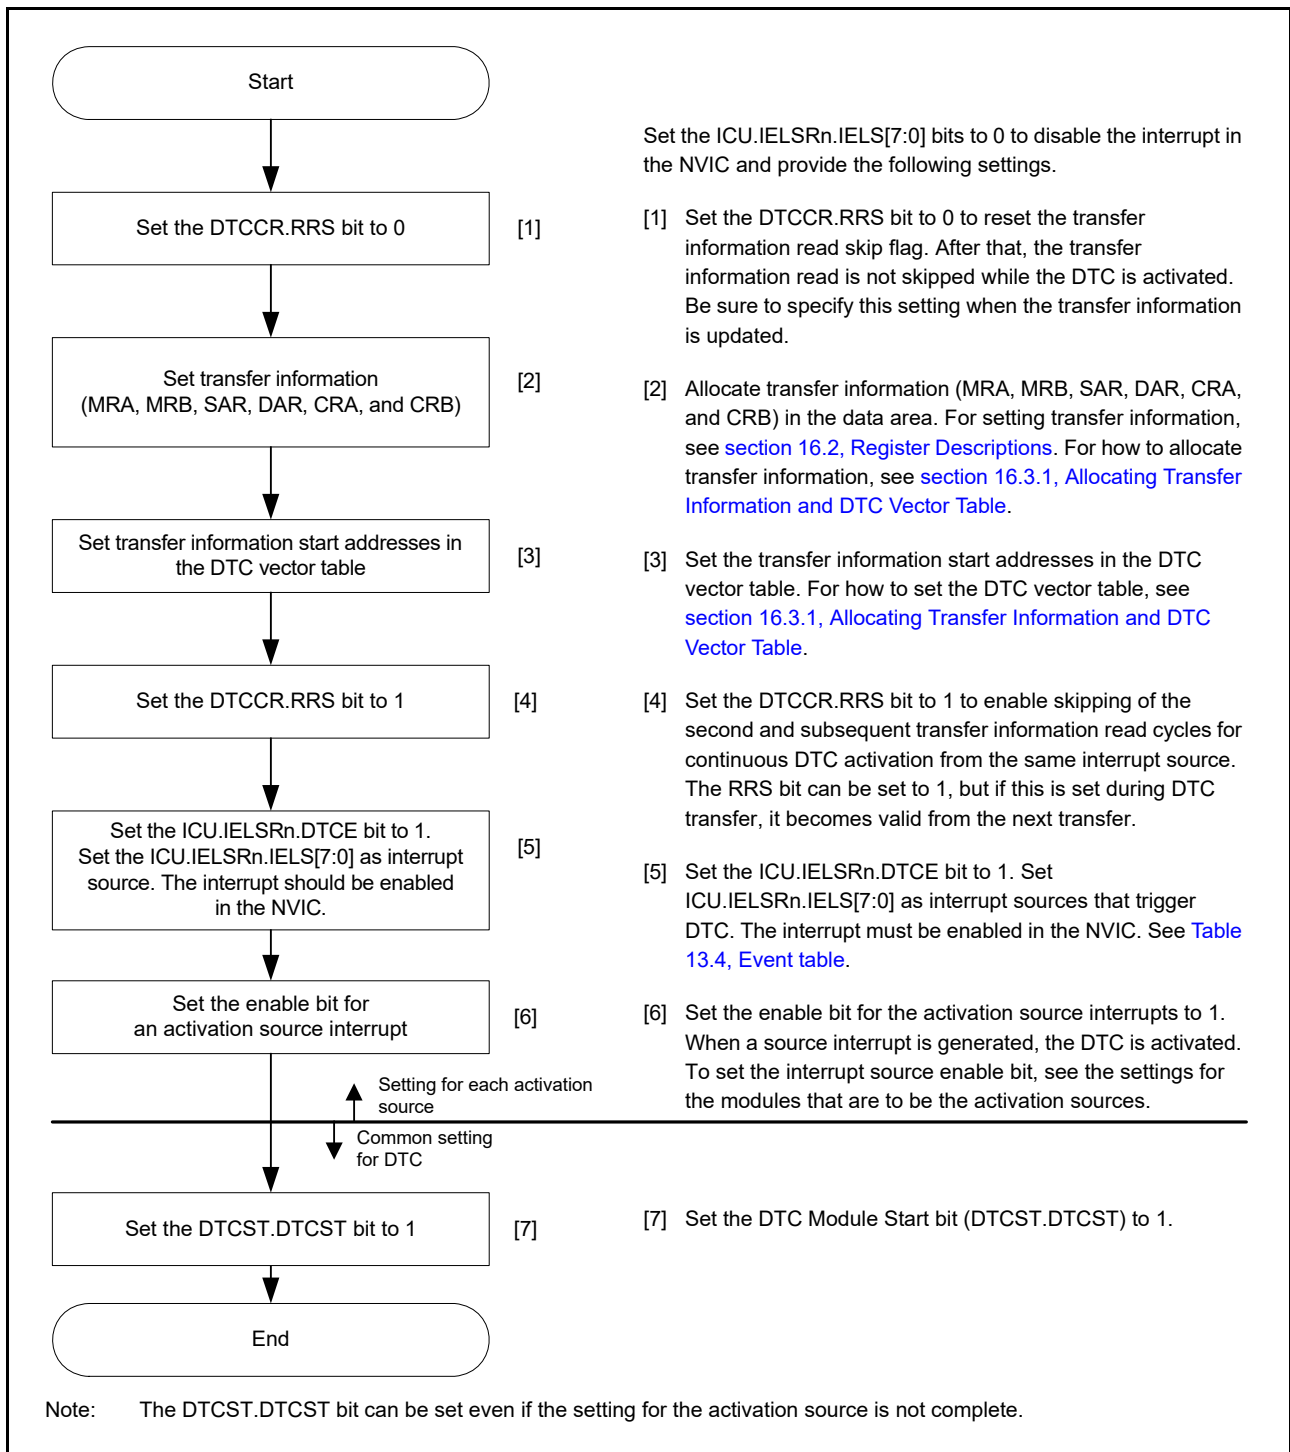 Start
Set the ICU.IELSRn.IELS[7:0] bits to 0 to disable the interrupt in
the NVIC and provide the following settings.
Set the DTCCR.RRS bit to 0
[1]
[1] Set the DTCCR.RRS bit to 0 to reset the transfer
information read skip flag. After that, the transfer
information read is not skipped while the DTC is activated.
Be sure to specify this setting when the transfer information
is updated.
Set transfer information
(MRA, MRB, SAR, DAR, CRA, and CRB)
[2]
[2] Allocate transfer information (MRA, MRB, SAR, DAR, CRA,
and CRB) in the data area. For setting transfer information,
see section 16.2, Register Descriptions. For how to allocate
transfer information, see section 16.3.1, Allocating Transfer
Information and DTC Vector Table.
Set transfer information start addresses in
the DTC vector table
[3]
[3] Set the transfer information start addresses in the DTC
vector table. For how to set the DTC vector table, see
section 16.3.1, Allocating Transfer Information and DTC
Vector Table.
Set the DTCCR.RRS bit to 1
[4]
[4] Set the DTCCR.RRS bit to 1 to enable skipping of the
second and subsequent transfer information read cycles for
continuous DTC activation from the same interrupt source.
The RRS bit can be set to 1, but if this is set during DTC
transfer, it becomes valid from the next transfer.
Set the ICU.IELSRn.DTCE bit to 1.
Set the ICU.IELSRn.IELS[7:0] as interrupt
source. The interrupt should be enabled
in the NVIC.
[5]
[5] Set the ICU.IELSRn.DTCE bit to 1. Set
ICU.IELSRn.IELS[7:0] as interrupt sources that trigger
DTC. The interrupt must be enabled in the NVIC. See Table
13.4, Event table.
Set the enable bit for
an activation source interrupt
[6]
[6] Set the enable bit for the activation source interrupts to 1.
When a source interrupt is generated, the DTC is activated.
To set the interrupt source enable bit, see the settings for
the modules that are to be the activation sources.
Setting for each activation
source
Common setting
for DTC
Set the DTCST.DTCST bit to 1
[7]
[7] Set the DTC Module Start bit (DTCST.DTCST) to 1.
End
Note: The DTCST.DTCST bit can be set even if the setting for the activation source is not complete.